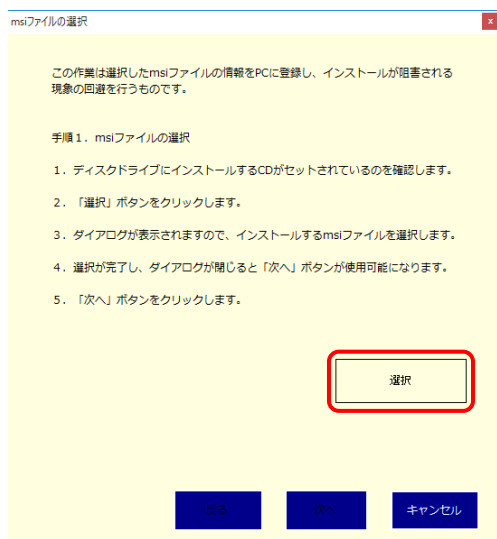 msiファイルの選択
x
この作業は選択したmsiファイルの情報をPCに登録し、インストールが阻害される
現象の回避を行うものです。
手順１．msiファイルの選択
１．ディスクドライブにインストールするCDがセットされているのを確認します。
２．「選択」ボタンをクリックします。
３．ダイアログが表示されますので、インストールするmsiファイルを選択します。
４．選択が完了し、ダイアログが閉じると「次へ」ボタンが使用可能になります。
５．「次へ」ボタンをクリックします。
選択
戻る 次へ キャンセル